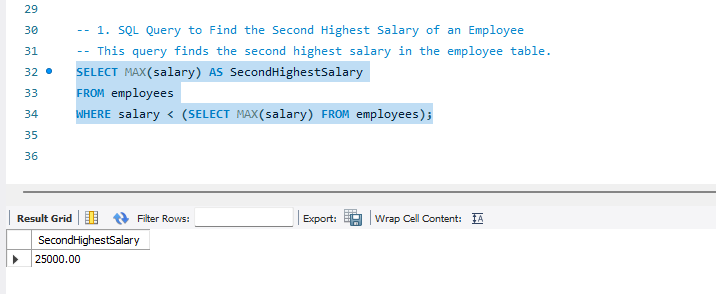 29
30 -- 1. SQL Query to Find the Second Highest Salary of an Employee
31 -- This query finds the second highest salary in the employee table.
32 SELECT MAX(salary) AS SecondHighestSalary
33 FROM employees
34 WHERE salary < (SELECT MAX(salary) FROM employees);
35
36
Result Grid Filter Rows: Export: Wrap Cell Content: IA
SecondHighestSalary
25000.00